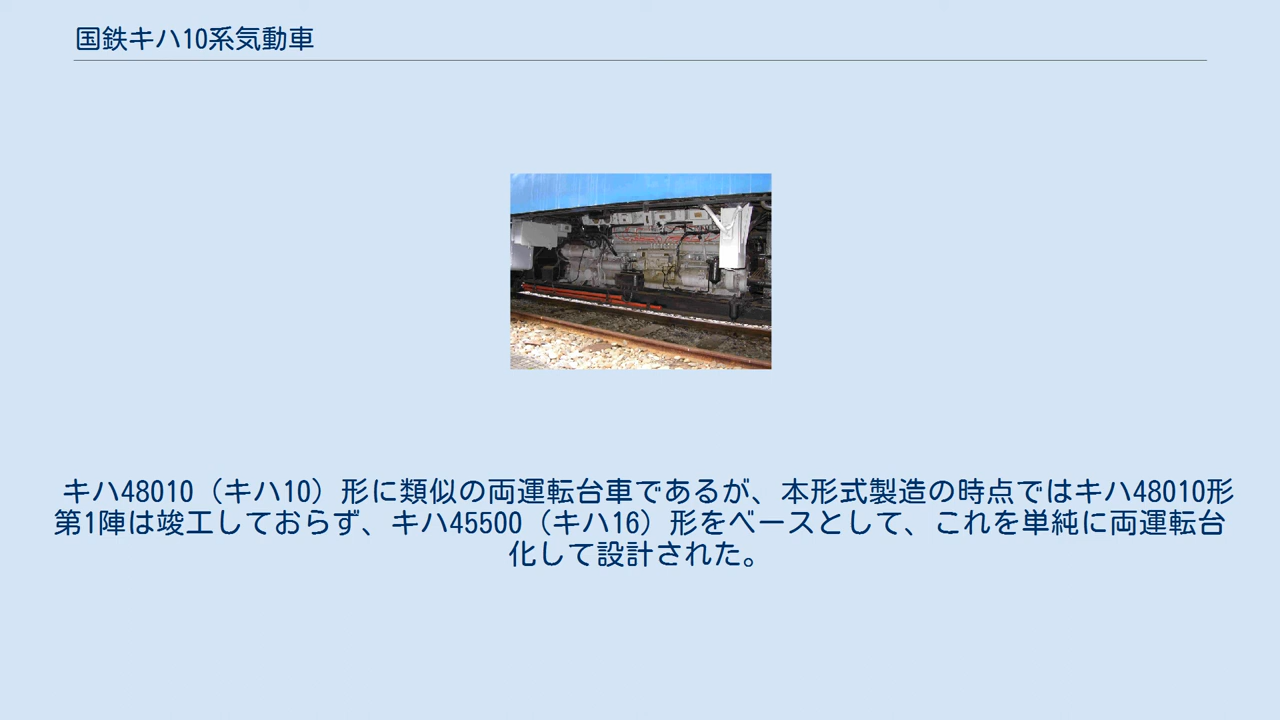 国鉄キハ10系気動車
キハ48010（キハ10）形に類似の両運転台車であるが、本形式製造の時点ではキハ48010形
第1陣は竣工しておらず、キハ45500（キハ16）形をベースとして、これを単純に両運転台
化して設計された。